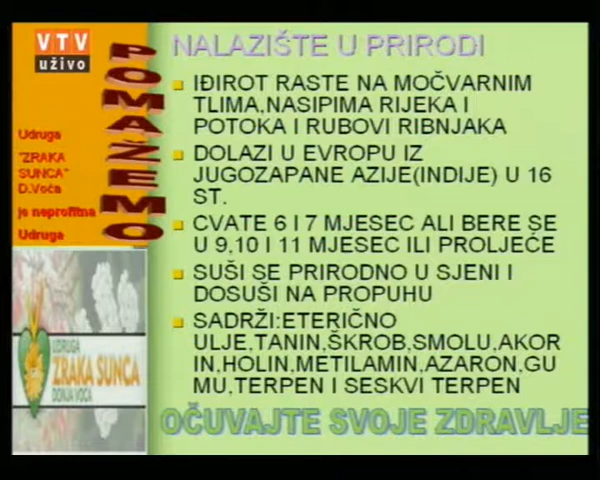 VTV
uživo
POMAŽEMO
Udruga
"ZRAKA
SUNCA"
D.Voća
je neprofitna
Udruga
UDRUGA
ZRAKA SUNCA
DONJA VOĆA
NALAZIŠTE U PRIRODI
IĐIROT RASTE NA MOČVARNIM
TLIMA,NASIPIMA RIJEKA I
POTOKA I RUBOVI RIBNJAKA
DOLAZI U EVROPU IZ
JUGOZAPANE AZIJE(INDIJE) U 16
ST.
CVATE 6 I 7 MJESEC ALI BERE SE
U 9,10 I 11 MJESEC ILI PROLJEĆE
SUŠI SE PRIRODNO U SJENI I
DOSUŠI NA PROPUHU
SADRŽI:ETERIČNO
ULJE,TANIN,ŠKROB,SMOLU,AKOR
IN,HOLIN,METILAMIN,AZARON,GU
MU,TERPEN I SESKVI TERPEN
OČUVAJTE SVOJE ZDRAVLJE